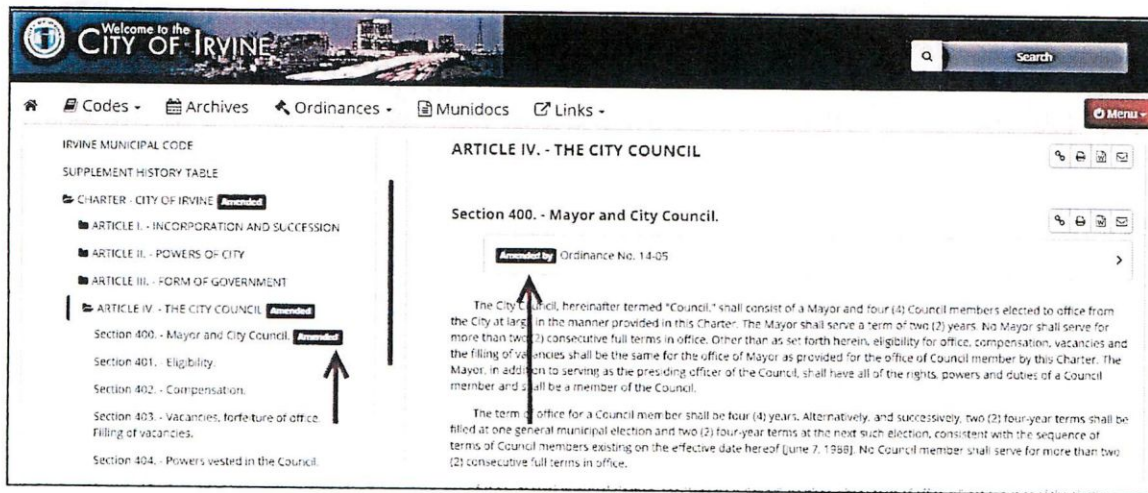 Welcome to the
CITY OF IRVINE
Search
Codes
Archives
Ordinances
Munidocs
Links
Menu
IRVINE MUNICIPAL CODE
SUPPLEMENT HISTORY TABLE
CHARTER - CITY OF IRVINE Amended
ARTICLE I. - INCORPORATION AND SUCCESSION
ARTICLE II. - POWERS OF CITY
ARTICLE III. - FORM OF GOVERNMENT
ARTICLE IV. - THE CITY COUNCIL Amended
Section 400. - Mayor and City Council. Amended
Section 401. - Eligibility.
Section 402. - Compensation.
Section 403. - Vacancies, forfeiture of office.
Filling of vacancies.
Section 404. - Powers vested in the Council.
ARTICLE IV. - THE CITY COUNCIL
Section 400. - Mayor and City Council.
Amended by Ordinance No. 14-05
The City Council, hereinafter termed "Council," shall consist of a Mayor and four (4) Council members elected to office from
the City at large in the manner provided in this Charter. The Mayor shall serve a term of two (2) years. No Mayor shall serve for
more than two (2) consecutive full terms in office. Other than as set forth herein, eligibility for office, compensation, vacancies and
the filling of vacancies shall be the same for the office of Mayor as provided for the office of Council member by this Charter. The
Mayor, in addition to serving as the presiding officer of the Council, shall have all of the rights, powers and duties of a Council
member and shall be a member of the Council.
The term of office for a Council member shall be four (4) years. Alternatively, and successively, two (2) four-year terms shall be
filled at one general municipal election and two (2) four-year terms at the next such election, consistent with the sequence of
terms of Council members existing on the effective date hereof [June 7, 1988]. No Council member shall serve for more than two
(2) consecutive full terms in office.